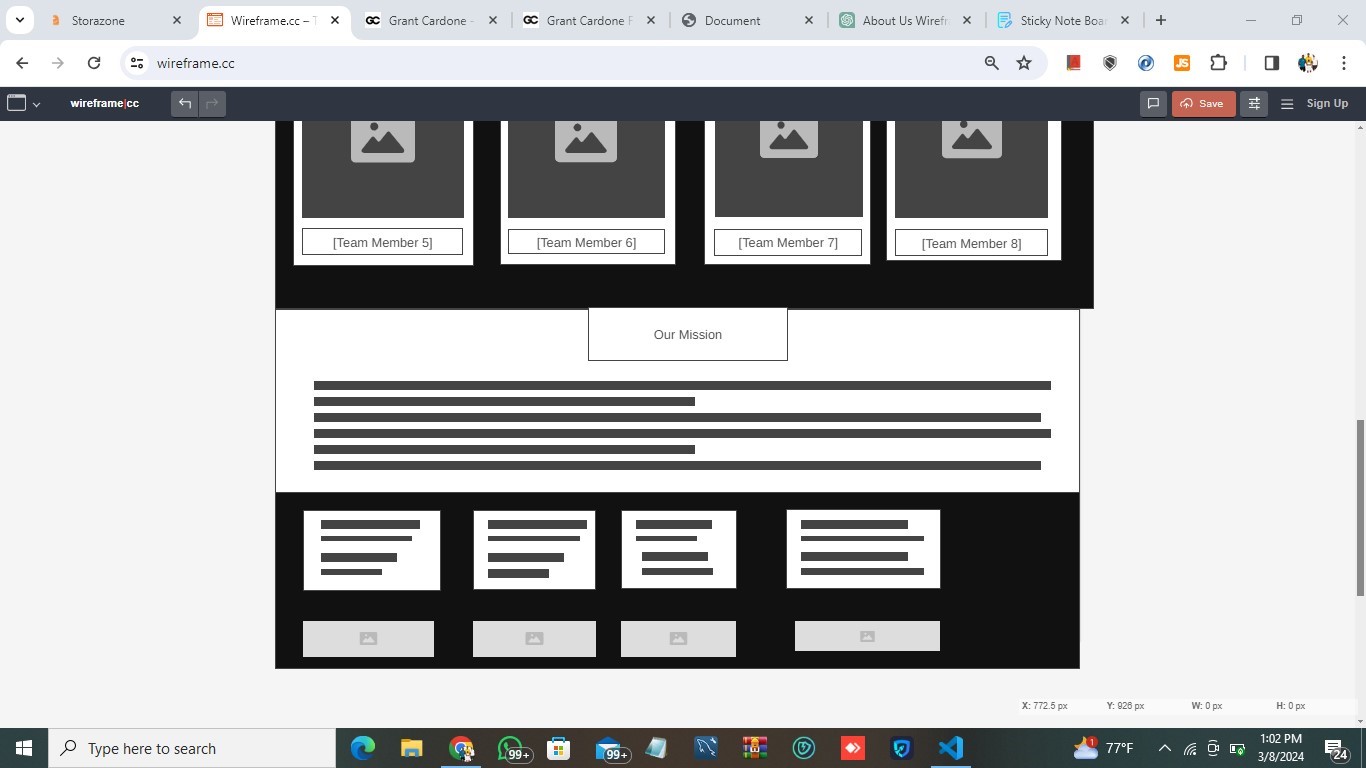 Storazone
Wireframe.cc – T
Grant Cardone -
Grant Cardone F
Document
About Us Wirefr
Sticky Note Boa
wireframe.cc
JS
wireframe|cc
Save
Sign Up
[Team Member 5]
[Team Member 6]
[Team Member 7]
[Team Member 8]
Our Mission
X: 772.5 px Y: 926 px W: 0 px H: 0 px
Type here to search
99+
99+
1
77°F
1:02 PM
3/8/2024
24